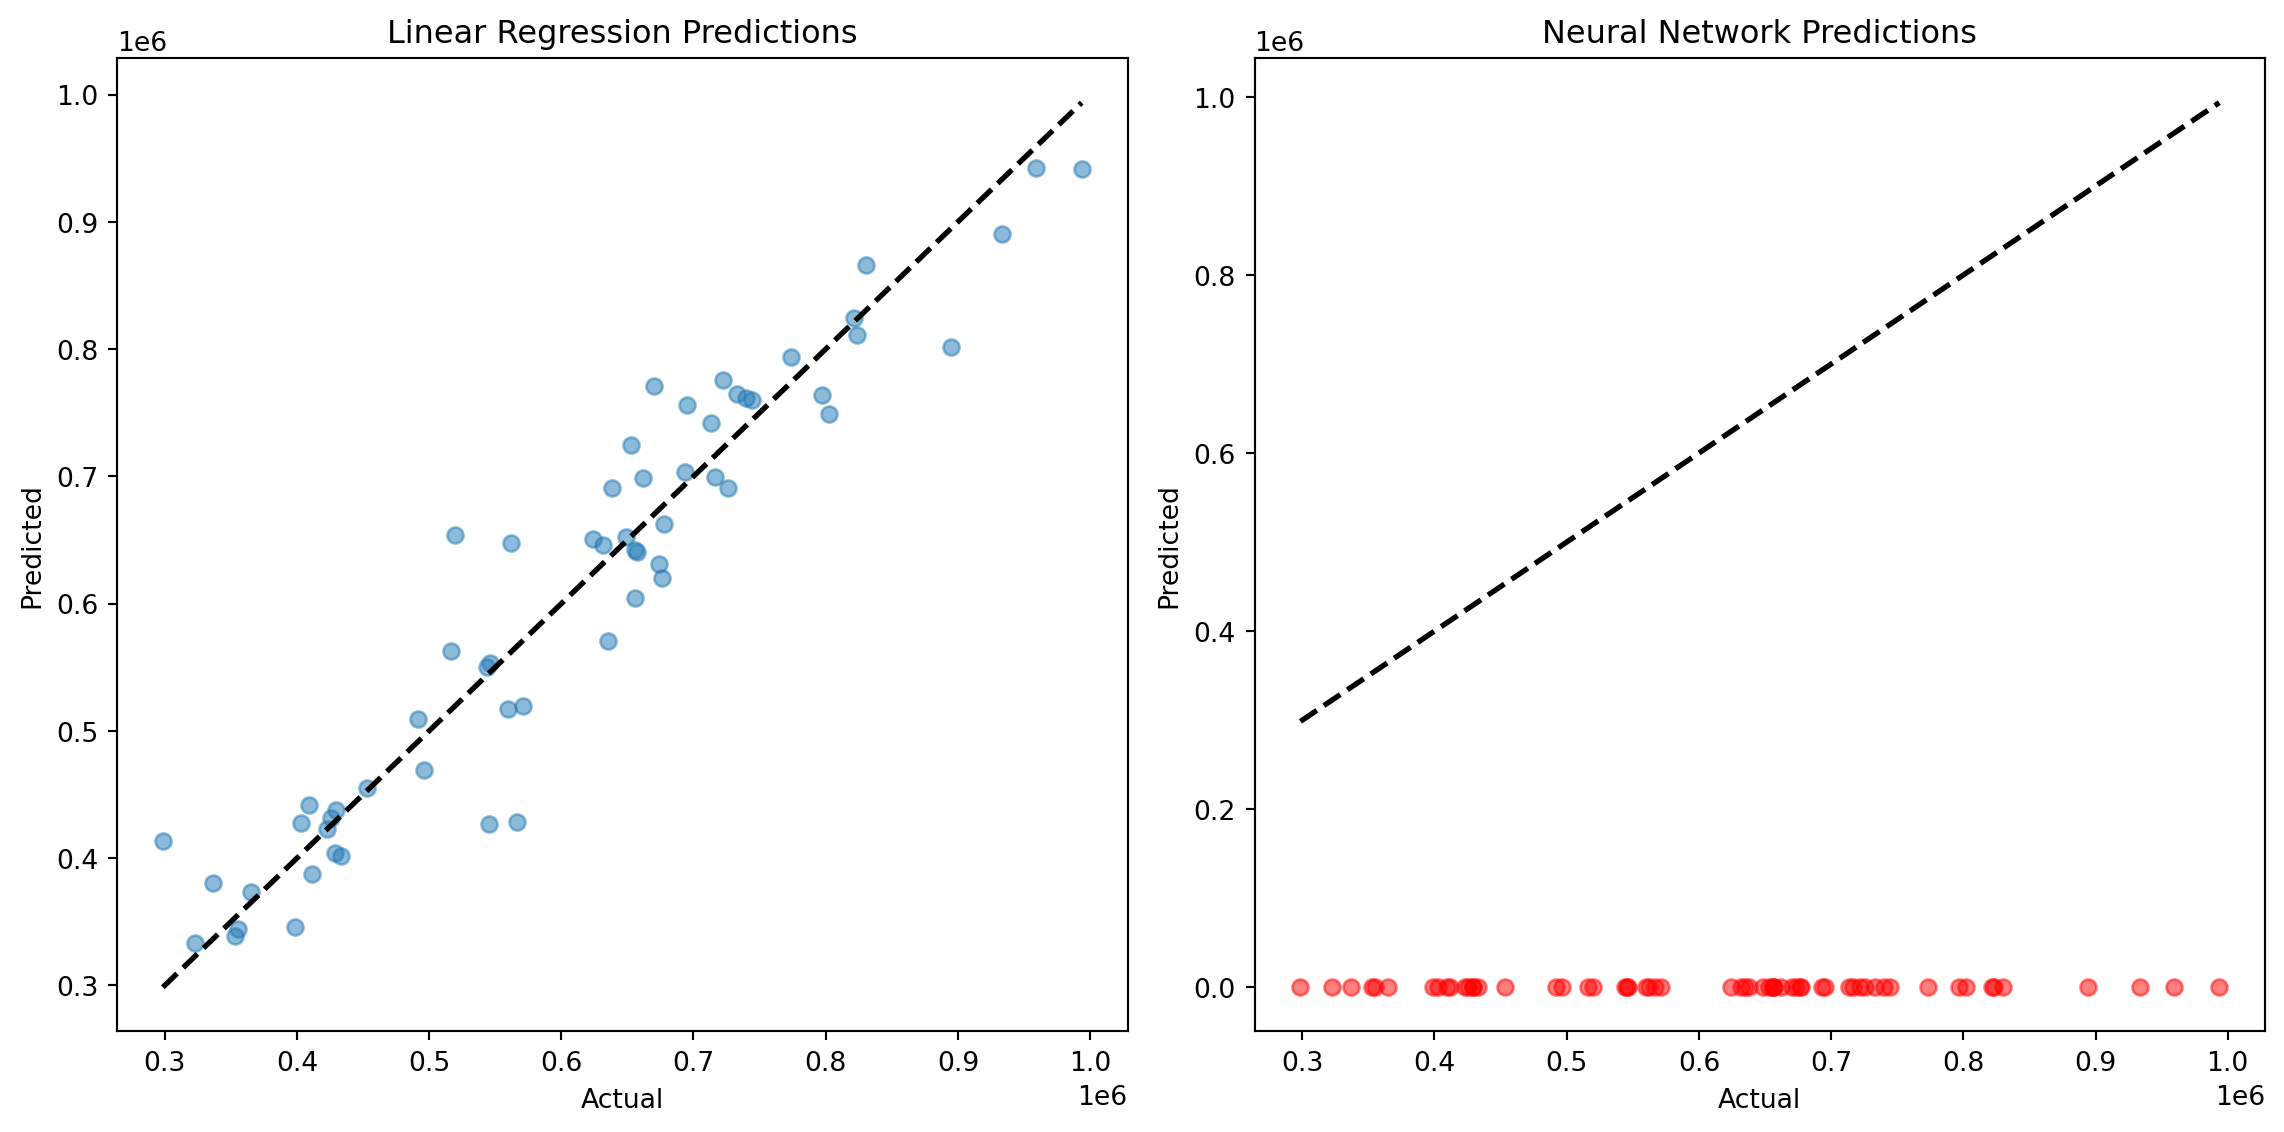 Linear Regression Predictions
1e6
1.0
0.9
0.8
0.7
0.6
0.5
0.4
0.3
Predicted
0.3 0.4 0.5 0.6 0.7 0.8 0.9 1.0
1e6
Actual
Neural Network Predictions
1e6
1.0
0.8
0.6
0.4
0.2
0.0
Predicted
0.3 0.4 0.5 0.6 0.7 0.8 0.9 1.0
1e6
Actual